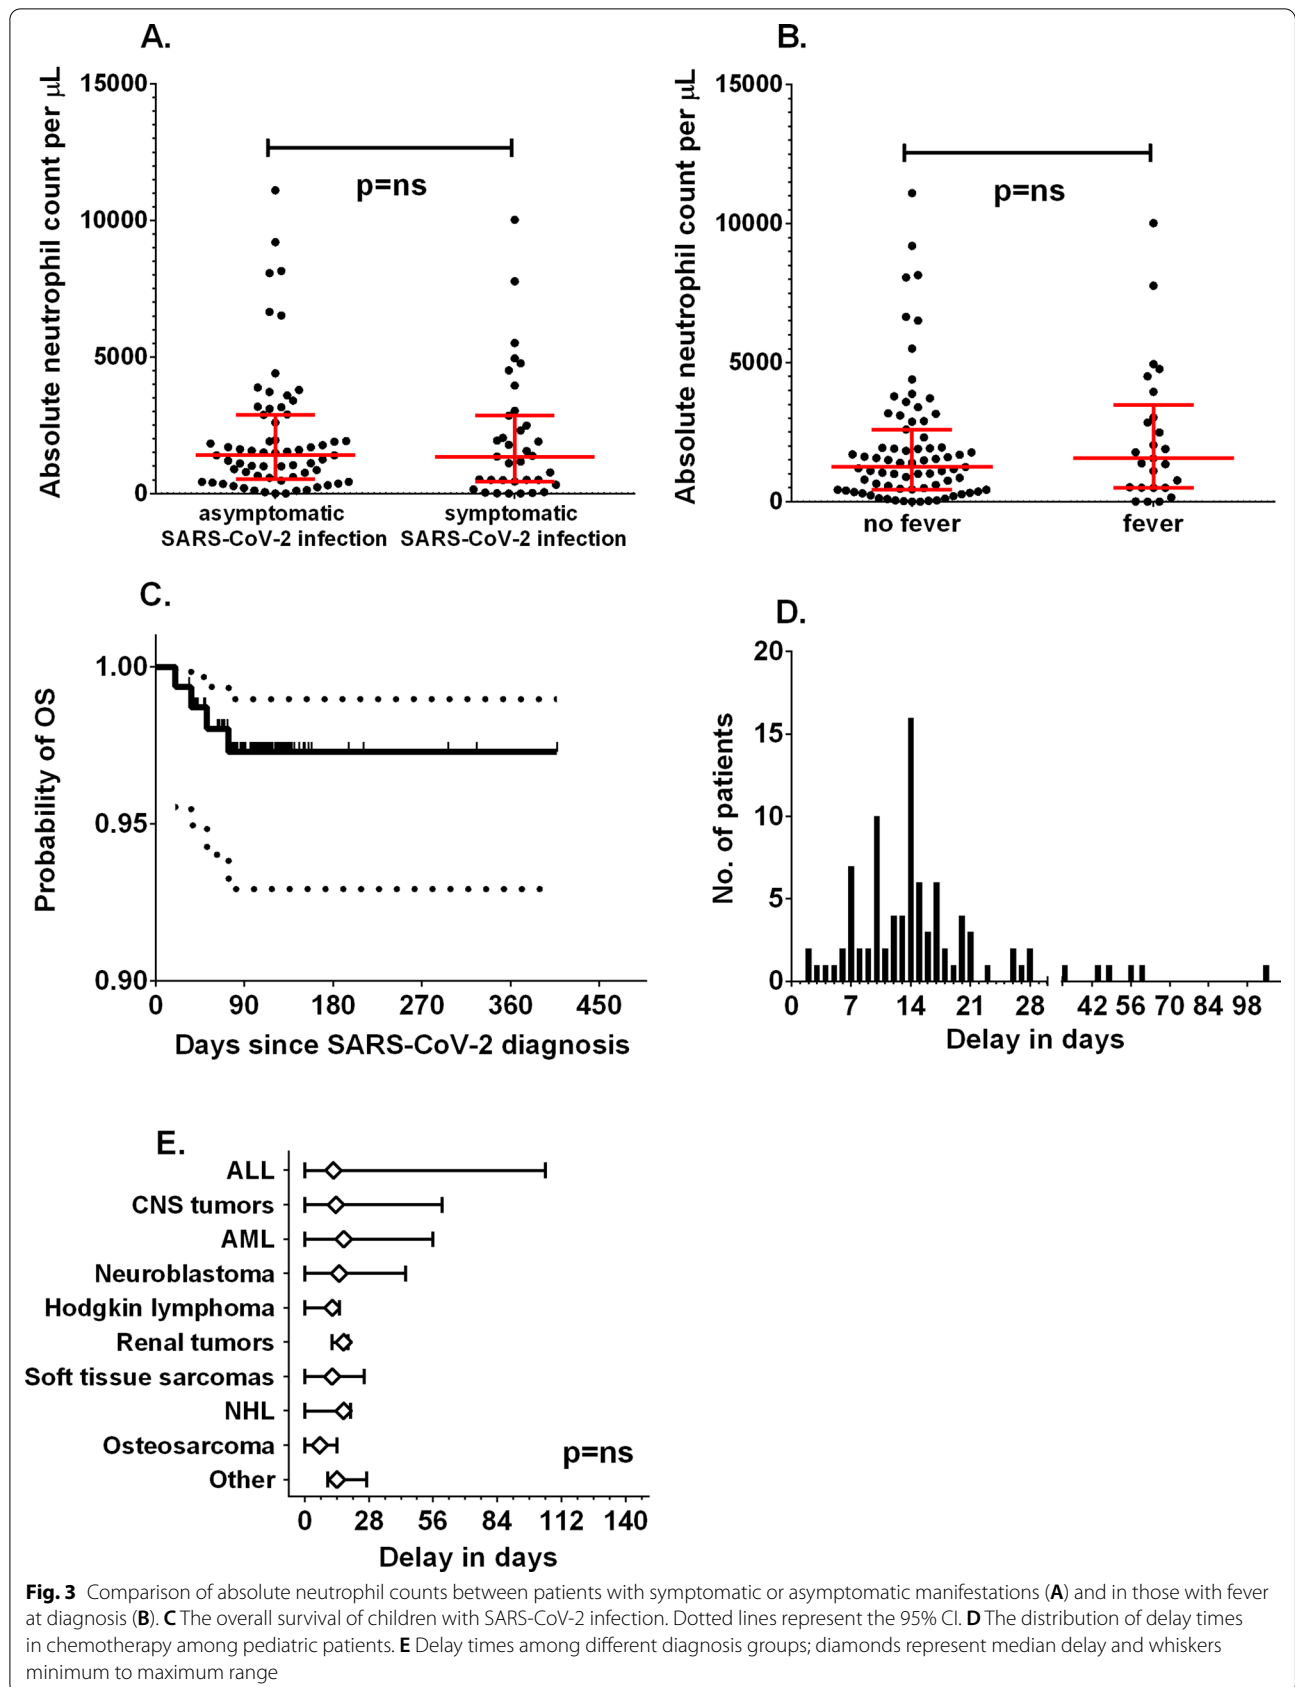 A.
Absolute neutrophil count per μL
15000
10000
5000
0
p=ns
asymptomatic
SARS-CoV-2 infection
symptomatic
SARS-CoV-2 infection
B.
Absolute neutrophil count per μL
15000
10000
5000
0
p=ns
no fever
fever
C.
Probability of OS
1.00
0.95
0.90
0 90 180 270 360 450
Days since SARS-CoV-2 diagnosis
D.
No. of patients
20
15
10
5
0
0 7 14 21 28 42 56 70 84 98
Delay in days
E.
ALL
CNS tumors
AML
Neuroblastoma
Hodgkin lymphoma
Renal tumors
Soft tissue sarcomas
NHL
Osteosarcoma
Other
p=ns
0 28 56 84 112 140
Delay in days
Fig. 3 Comparison of absolute neutrophil counts between patients with symptomatic or asymptomatic manifestations (A) and in those with fever
at diagnosis (B). C The overall survival of children with SARS-CoV-2 infection. Dotted lines represent the 95% CI. D The distribution of delay times
in chemotherapy among pediatric patients. E Delay times among different diagnosis groups; diamonds represent median delay and whiskers
minimum to maximum range